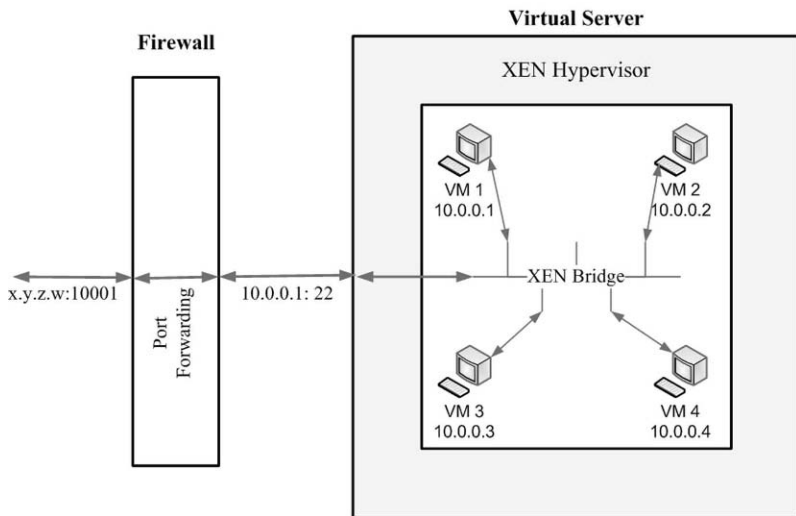 Virtual Server
Firewall
XEN Hypervisor
VM 1
10.0.0.1
VM 2
10.0.0.2
x.y.z.w:10001
Port
Forwarding
10.0.0.1: 22
XEN Bridge
VM 3
10.0.0.3
VM 4
10.0.0.4